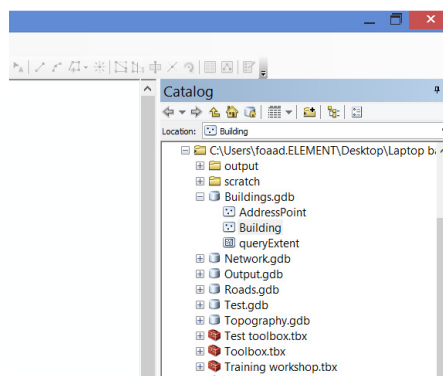 Catalog
Location: Building
C:\Users\foaad.ELEMENT\Desktop\Laptop ba
output
scratch
Buildings.gdb
AddressPoint
Building
queryExtent
Network.gdb
Output.gdb
Roads.gdb
Test.gdb
Topography.gdb
Test toolbox.tbx
Toolbox.tbx
Training workshop.tbx